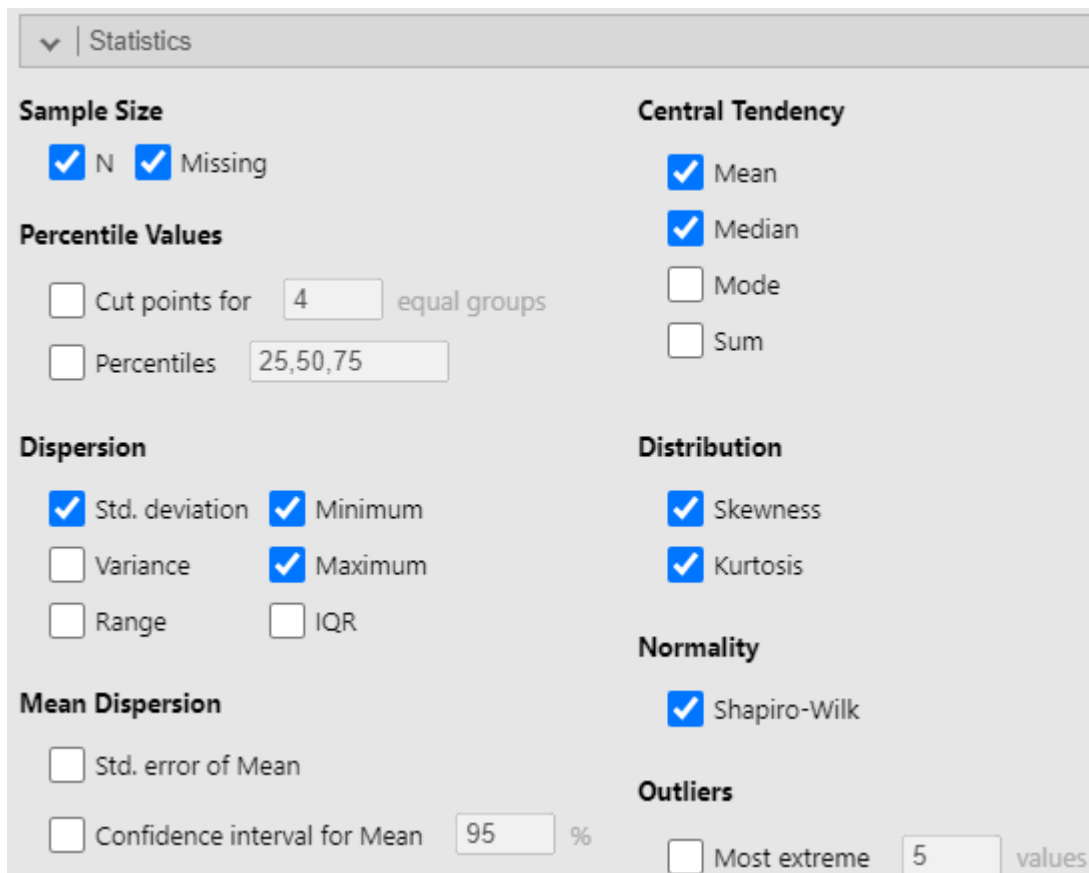 Statistics
Sample Size
N Missing
Percentile Values
Cut points for 4 equal groups
Percentiles 25,50,75
Dispersion
Std. deviation Minimum
Variance Maximum
Range IQR
Mean Dispersion
Std. error of Mean
Confidence interval for Mean 95 %
Central Tendency
Mean
Median
Mode
Sum
Distribution
Skewness
Kurtosis
Normality
Shapiro-Wilk
Outliers
Most extreme 5 values